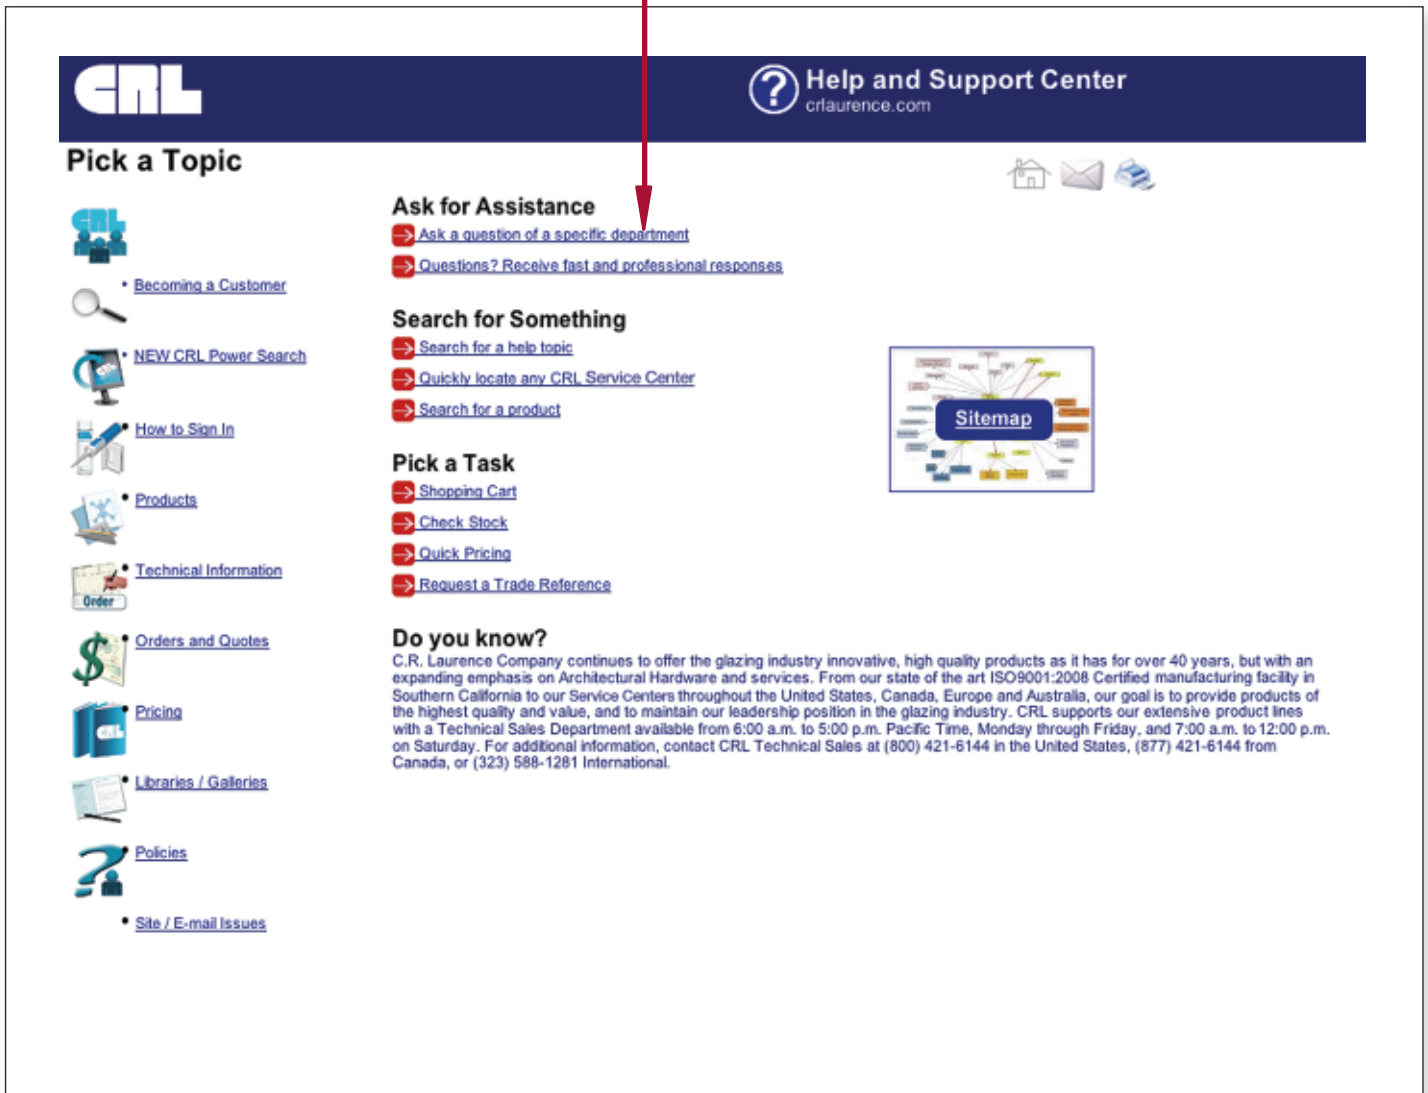 CRL
? Help and Support Center
crlaurence.com
Pick a Topic
CRL
• Becoming a Customer
• NEW CRL Power Search
• How to Sign In
• Products
• Technical Information
Order
• Orders and Quotes
$
• Pricing
CRL
• Libraries / Galleries
• Policies
?
• Site / E-mail Issues
Ask for Assistance
Ask a question of a specific department
Questions? Receive fast and professional responses
Search for Something
Search for a help topic
Quickly locate any CRL Service Center
Search for a product
Pick a Task
Shopping Cart
Check Stock
Quick Pricing
Request a Trade Reference
Sitemap
Do you know?
C.R. Laurence Company continues to offer the glazing industry innovative, high quality products as it has for over 40 years, but with an
expanding emphasis on Architectural Hardware and services. From our state of the art ISO9001:2008 Certified manufacturing facility in
Southern California to our Service Centers throughout the United States, Canada, Europe and Australia, our goal is to provide products of
the highest quality and value, and to maintain our leadership position in the glazing industry. CRL supports our extensive product lines
with a Technical Sales Department available from 6:00 a.m. to 5:00 p.m. Pacific Time, Monday through Friday, and 7:00 a.m. to 12:00 p.m.
on Saturday. For additional information, contact CRL Technical Sales at (800) 421-6144 in the United States, (877) 421-6144 from
Canada, or (323) 588-1281 International.